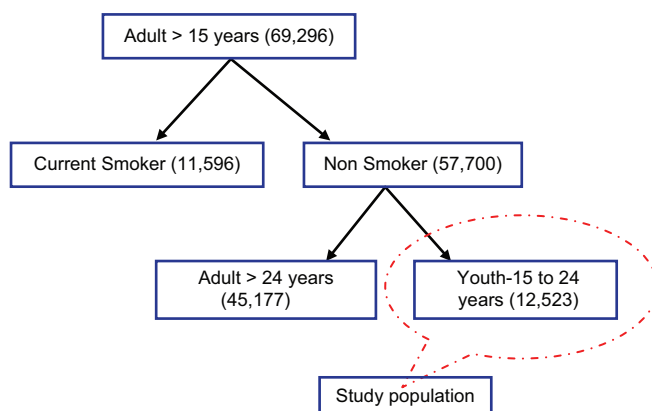 Adult > 15 years (69,296)
Current Smoker (11,596)
Non Smoker (57,700)
Adult > 24 years
(45,177)
Youth-15 to 24
years (12,523)
Study population